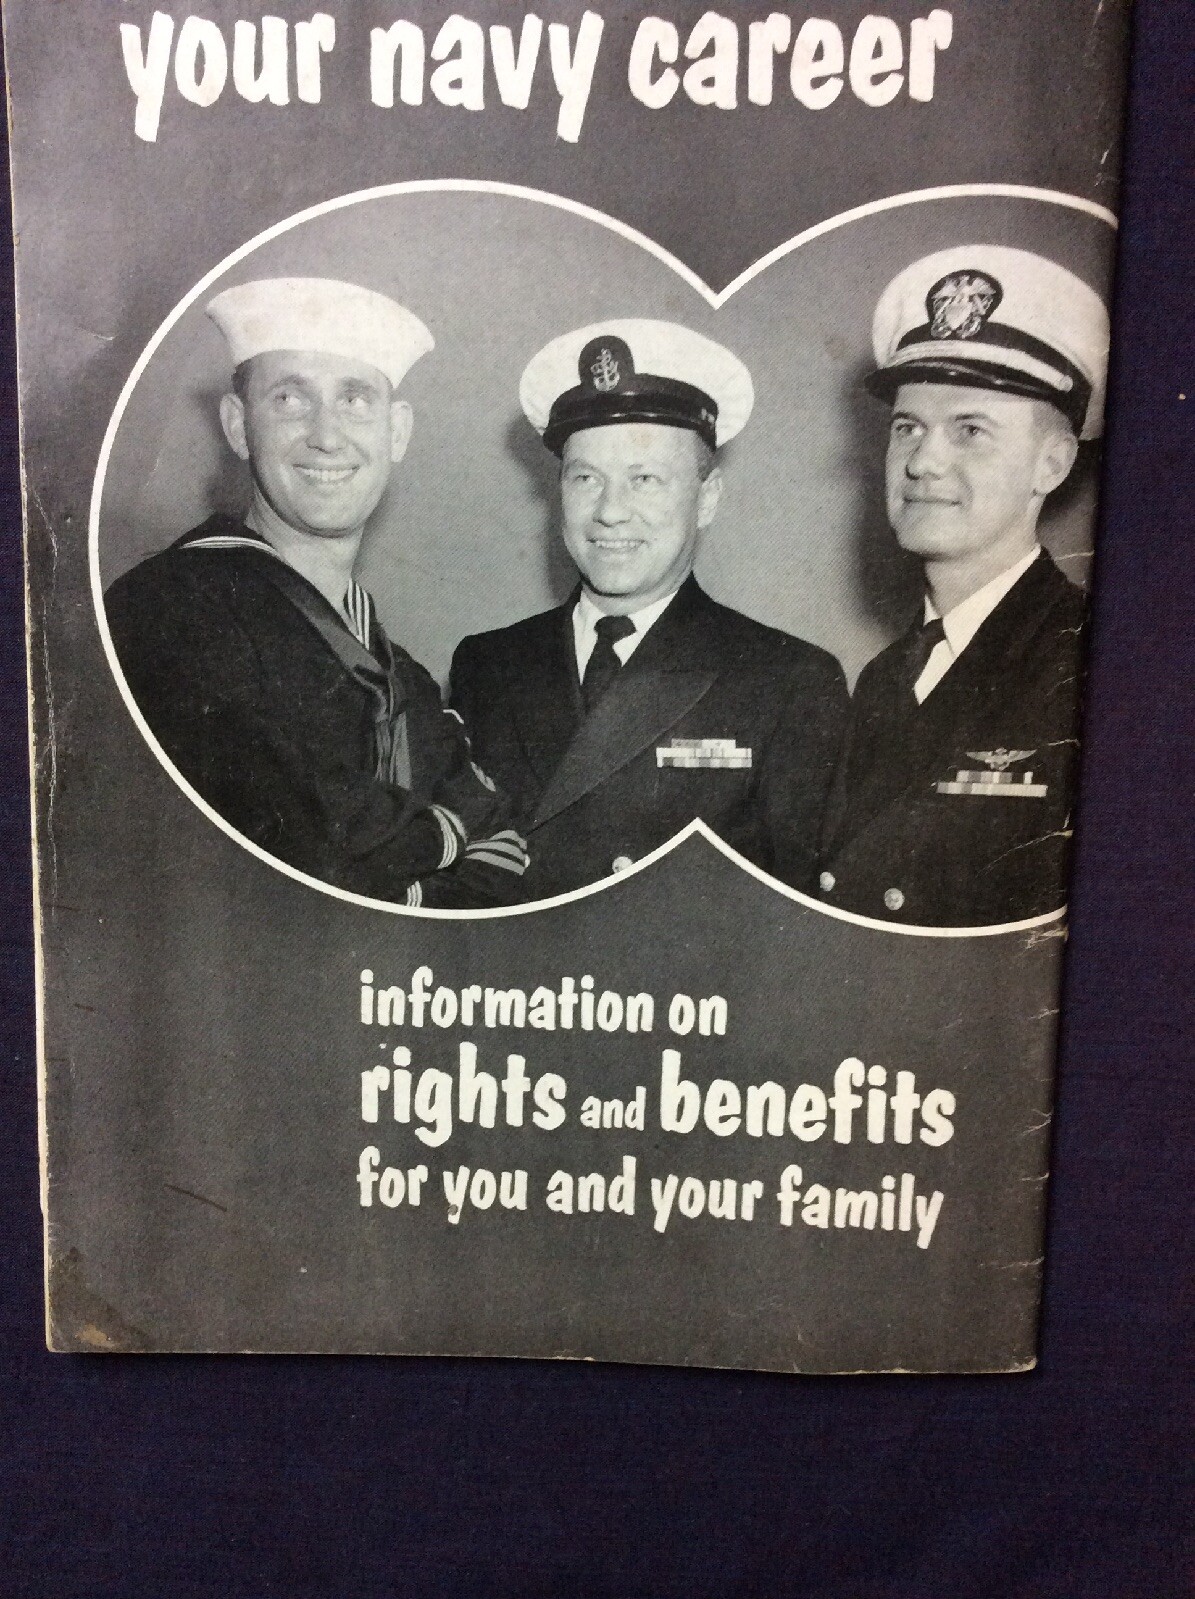 your navy career
information on
rights and benefits
for you and your family